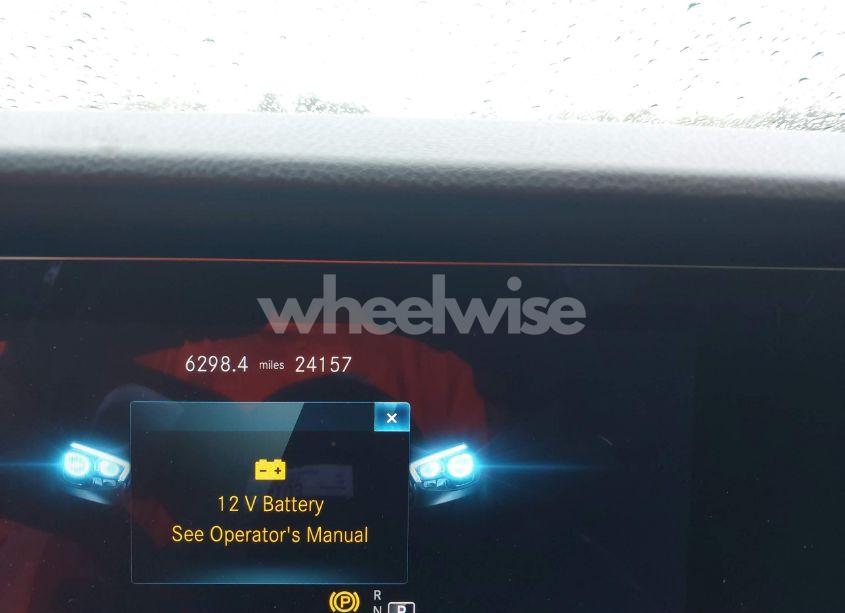 wheelwise
6298.4 miles 24157
×
12 V Battery
See Operator's Manual
P R
N P